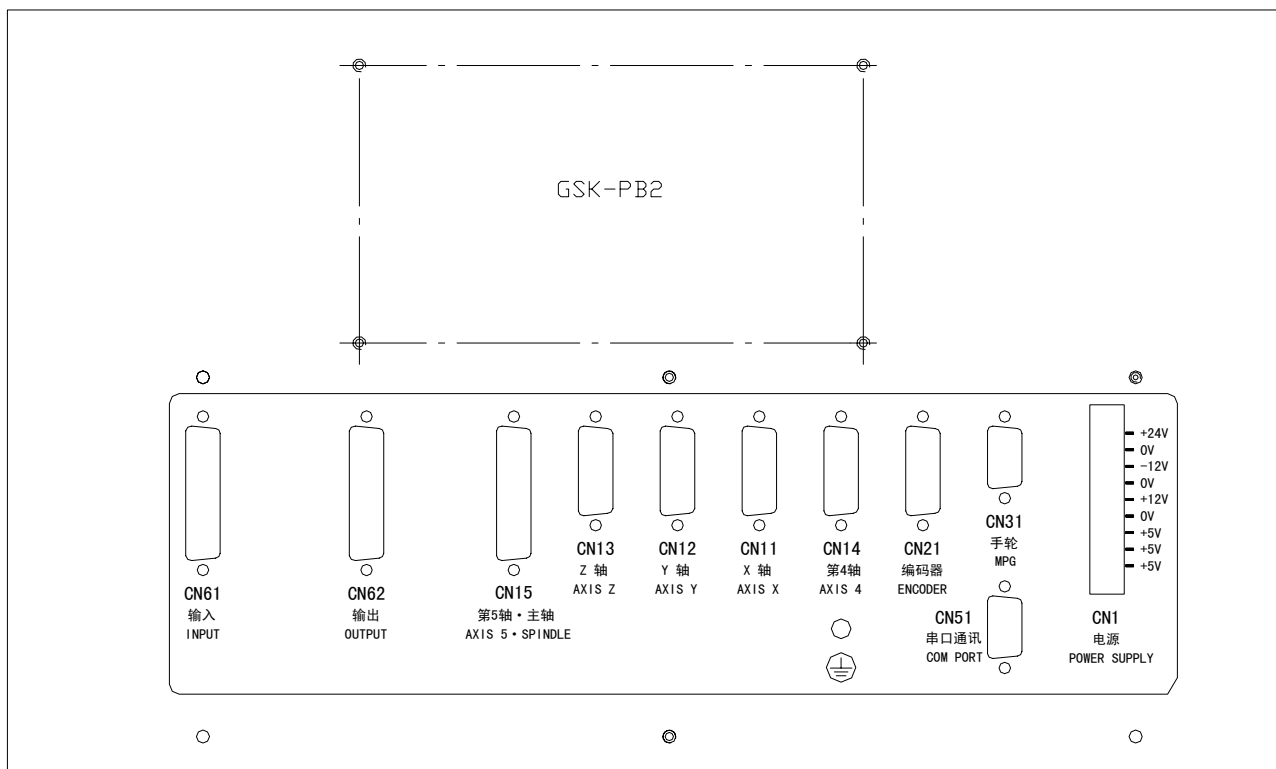 GSK-PB2
CN61
输入
INPUT
CN62
输出
OUTPUT
CN15
第5轴·主轴
AXIS 5·SPINDLE
CN13
Z 轴
AXIS Z
CN12
Y 轴
AXIS Y
CN11
X 轴
AXIS X
CN14
第4轴
AXIS 4
CN21
编码器
ENCODER
CN31
手轮
MPG
CN51
串口通讯
COM PORT
+24V
0V
-12V
0V
+12V
0V
+5V
+5V
+5V
CN1
电源
POWER SUPPLY